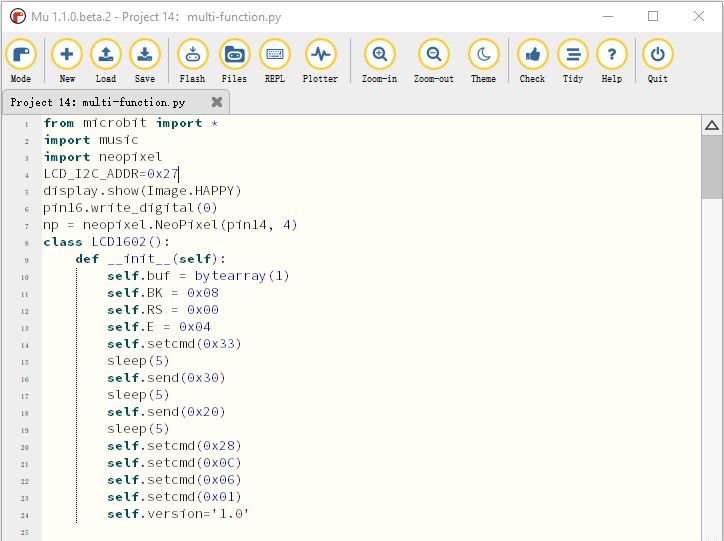 Mu 1.1.0.beta.2 - Project 14: multi-function.py
Mode New Load Save Flash Files REPL Plotter Zoom-in Zoom-out Theme Check Tidy Help Quit
Project 14: multi-function.py
1 from microbit import *
2 import music
3 import neopixel
4 LCD_I2C_ADDR=0x27
5 display.show(Image.HAPPY)
6 pin16.write_digital(0)
7 np = neopixel.NeoPixel(pin14, 4)
8 class LCD1602():
9 def __init__(self):
10 self.buf = bytearray(1)
11 self.BK = 0x08
12 self.RS = 0x00
13 self.E = 0x04
14 self.setcmd(0x33)
15 sleep(5)
16 self.send(0x30)
17 sleep(5)
18 self.send(0x20)
19 sleep(5)
20 self.setcmd(0x28)
21 self.setcmd(0x0C)
22 self.setcmd(0x06)
23 self.setcmd(0x01)
24 self.version='1.0'
25